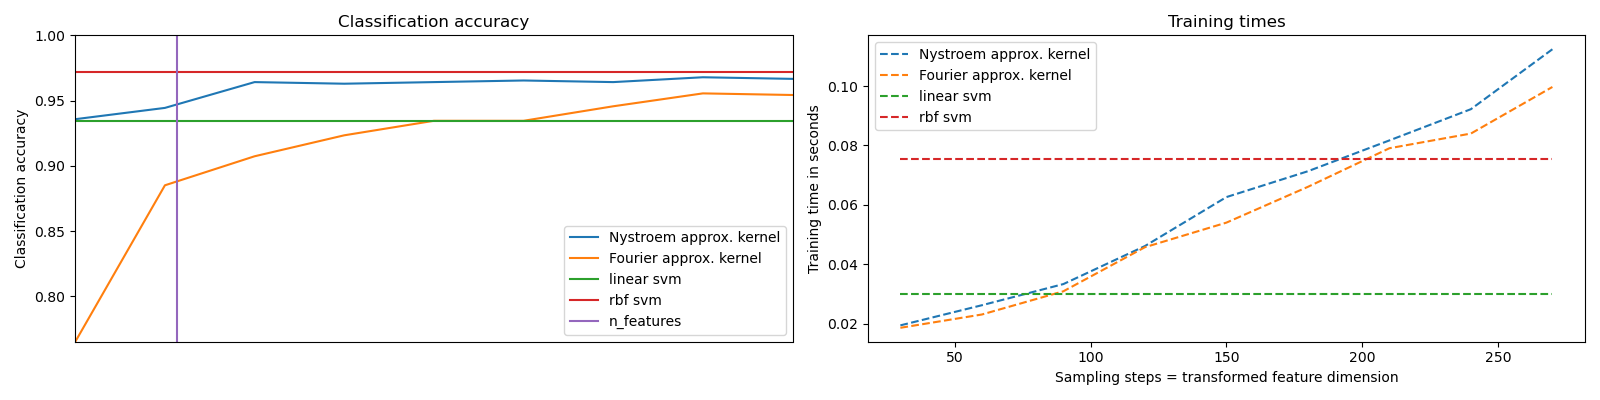 Classification accuracy
Classification accuracy
1.00
0.95
0.90
0.85
0.80
Nystroem approx. kernel
Fourier approx. kernel
linear svm
rbf svm
n_features
Training times
Training time in seconds
0.10
0.08
0.06
0.04
0.02
Nystroem approx. kernel
Fourier approx. kernel
linear svm
rbf svm
50 100 150 200 250
Sampling steps = transformed feature dimension